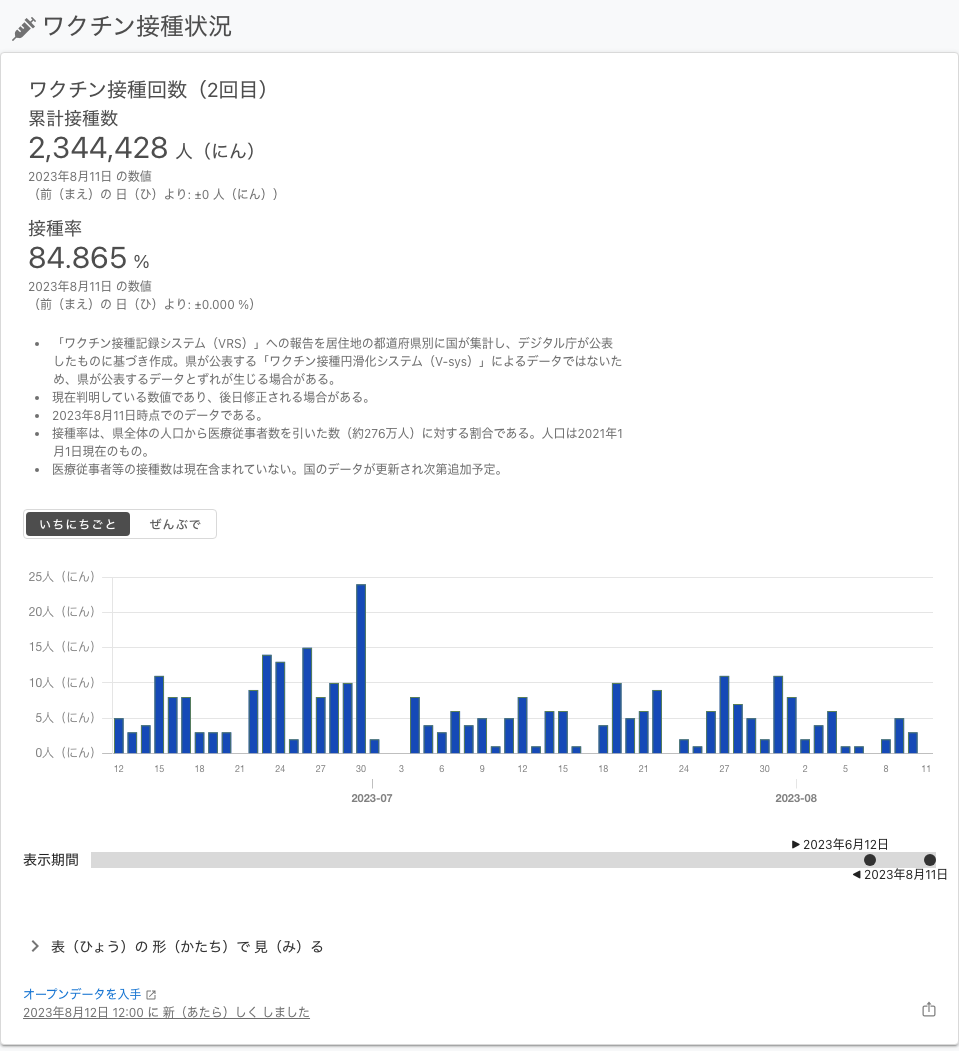 ワクチン接種状況
ワクチン接種回数（2回目）
累計接種数
2,344,428 人（にん）
2023年8月11日 の数値
（前（まえ）の 日（ひ）より: ±0 人（にん））
接種率
84.865 %
2023年8月11日 の数値
（前（まえ）の 日（ひ）より: ±0.000 %）
• 「ワクチン接種記録システム（VRS）」への報告を居住地の都道府県別に国が集計し、デジタル庁が公表
したものに基づき作成。県が公表する「ワクチン接種円滑化システム（V-sys）」によるデータではないた
め、県が公表するデータとずれが生じる場合がある。
• 現在判明している数値であり、後日修正される場合がある。
• 2023年8月11日時点でのデータである。
• 接種率は、県全体の人口から医療従事者数を引いた数（約276万人）に対する割合である。人口は2021年1
月1日現在のもの。
• 医療従事者等の接種数は現在含まれていない。国のデータが更新され次第追加予定。
いちにちごと ぜんぶで
25人（にん）
20人（にん）
15人（にん）
10人（にん）
5人（にん）
0人（にん）
12 15 18 21 24 27 30 3 6 9 12 15 18 21 24 27 30 2 5 8 11
2023-07 2023-08
▶ 2023年6月12日
表示期間
◀ 2023年8月11日
表（ひょう）の 形（かたち）で 見（み）る
オープンデータを入手
2023年8月12日 12:00 に 新（あたら）しく しました